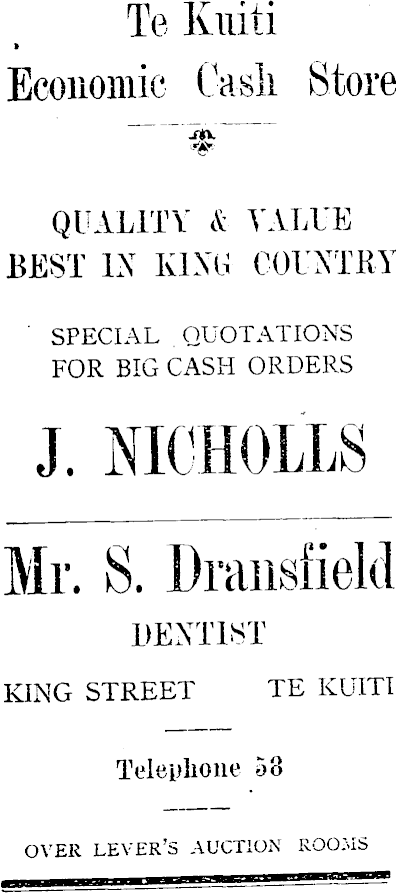 Te Kuiti
Economic Cash Store
QUALITY & VALUE
BEST IN KING COUNTRY
SPECIAL QUOTATIONS
FOR BIG CASH ORDERS
J. NICHOLLS
Mr. S. Dransfield
DENTIST
KING STREET TE KUITI
Telephone 53
OVER LEVER'S AUCTION ROOMS